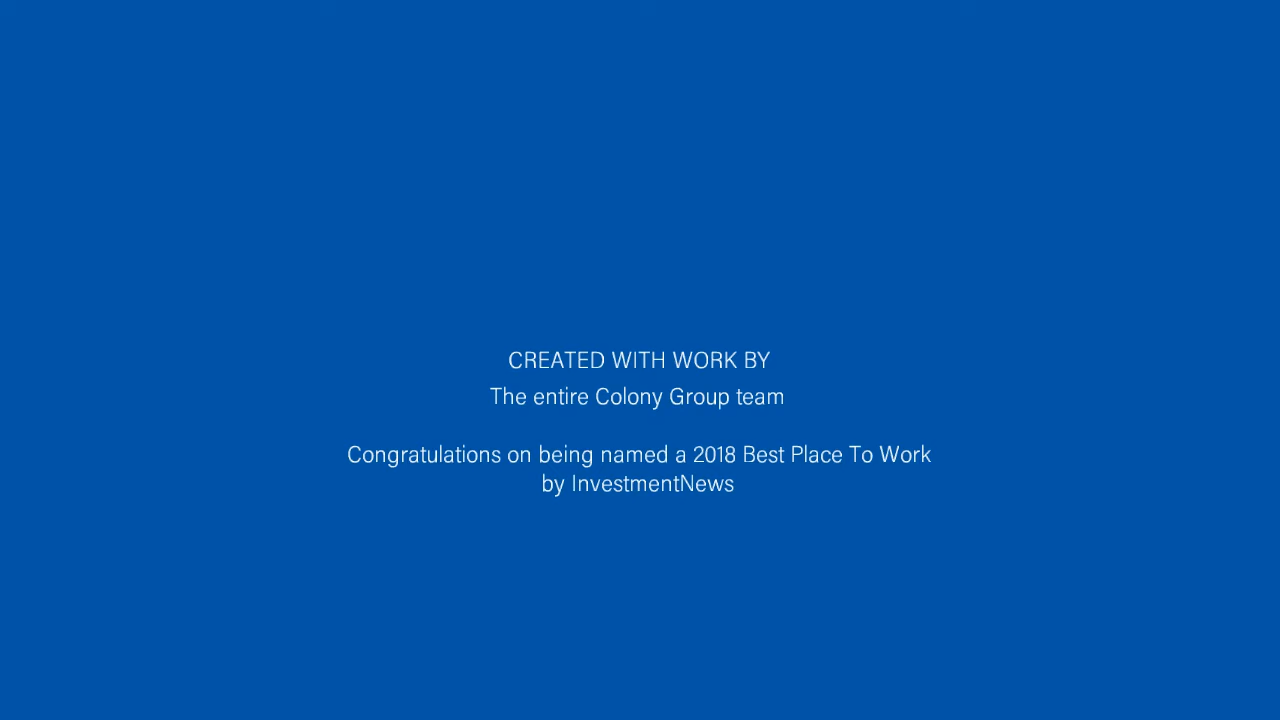 CREATED WITH WORK BY
The entire Colony Group team
Congratulations on being named a 2018 Best Place To Work
by InvestmentNews